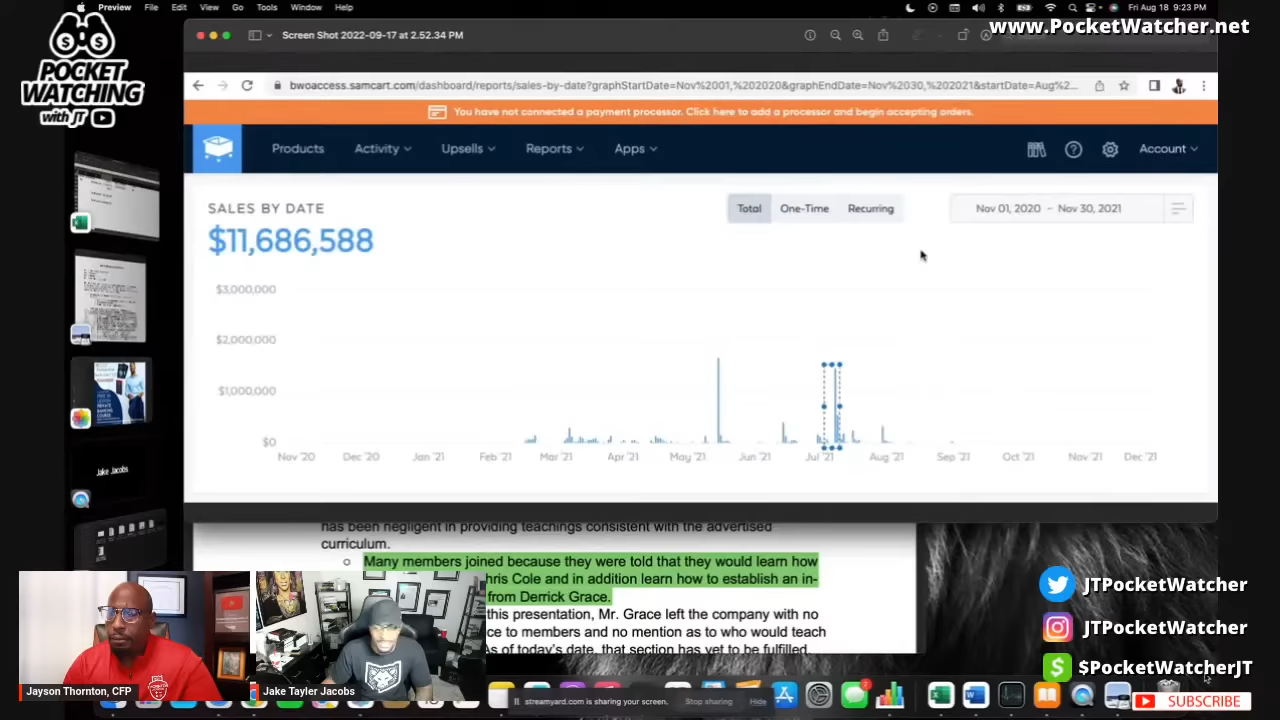 Preview File Edit View Go Tools Window Help
Fri Aug 18 9:23 PM
www.PocketWatcher.net
POCKET
WATCHING
with JT
Screen Shot 2022-09-17 at 2.52.34 PM
bwoaccess.samcart.com/dashboard/reports/sales-by-date?graphStartDate=Nov%2001,%202020&graphEndDate=Nov%2030,%202021&startDate=Aug%2...
You have not connected a payment processor. Click here to add a processor and begin accepting orders.
Products Activity Upsells Reports Apps Account
SALES BY DATE
Total One-Time Recurring
Nov 01, 2020 - Nov 30, 2021
$11,686,588
$3,000,000
$2,000,000
$1,000,000
$0
Nov '20 Dec '20 Jan '21 Feb '21 Mar '21 Apr '21 May '21 Jun '21 Jul '21 Aug '21 Sep '21 Oct '21 Nov '21 Dec '21
Jake Jacobs
has been negligent in providing teachings consistent with the advertised
curriculum.
Many members joined because they were told that they would learn how
hris Cole and in addition learn how to establish an in-
from Derrick Grace.
this presentation, Mr. Grace left the company with no
ce to members and no mention as to who would teach
As of today's date, that section has yet to be fulfilled.
Jayson Thornton, CFP
Jake Tayler Jacobs
JTPocketWatcher
JTPocketWatcher
$PocketWatcherJT
streamyard.com is sharing your screen. Stop sharing Hide
SUBSCRIBE